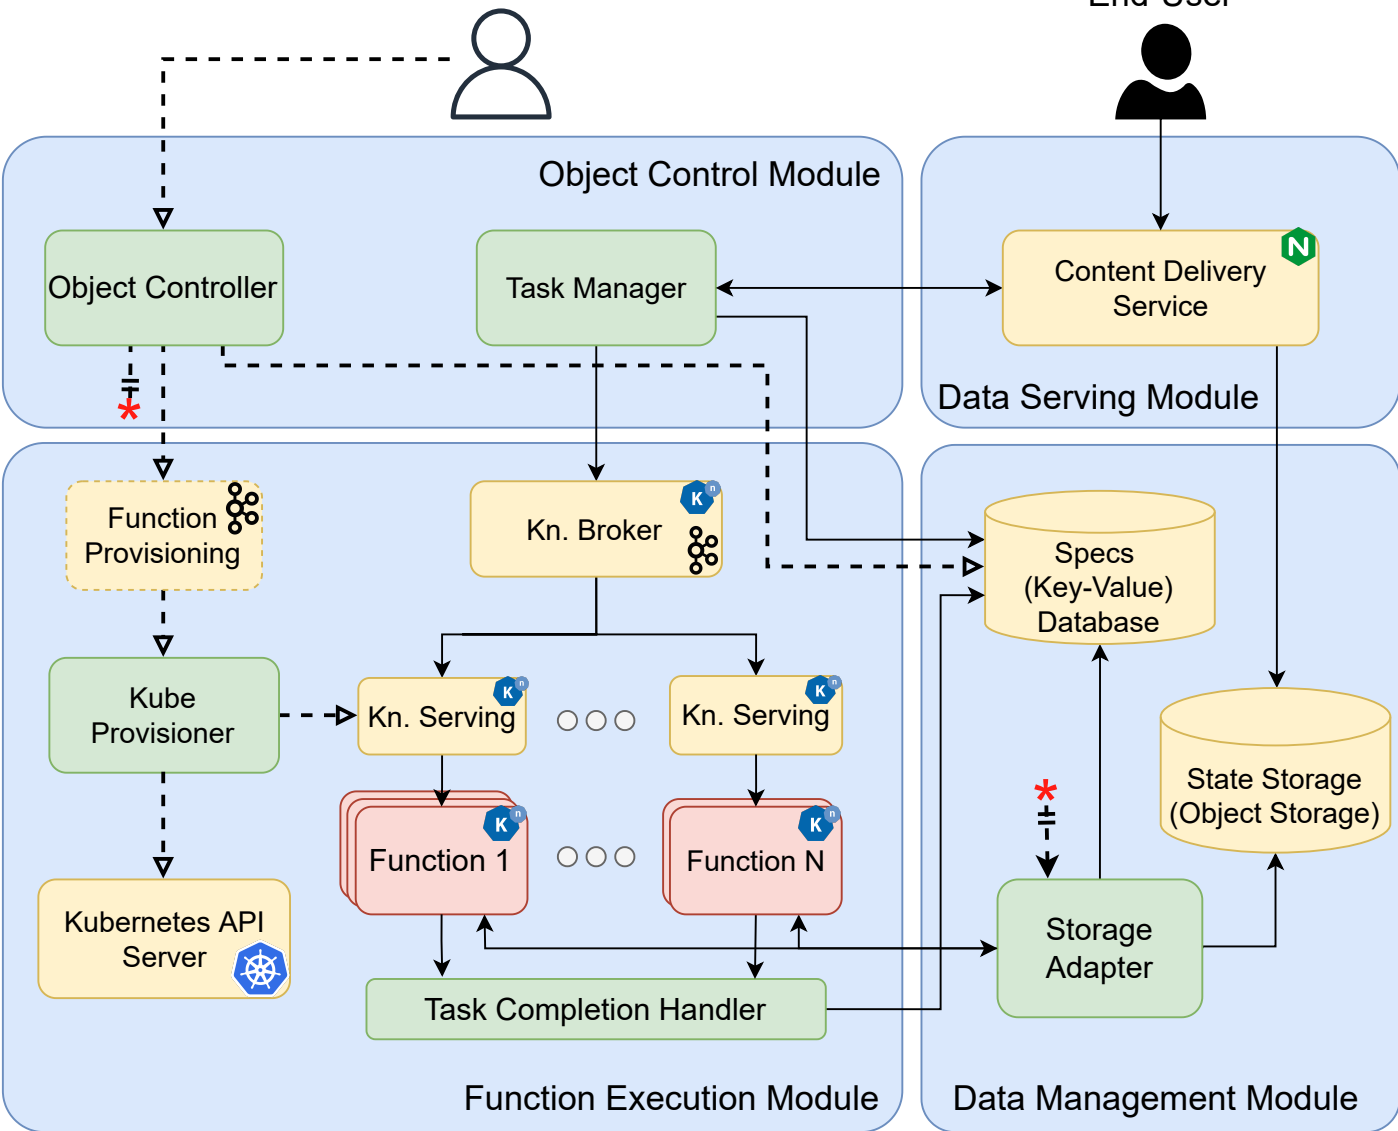 End-User
Object Control Module
Object Controller
Task Manager
Content Delivery
Service
Data Serving Module
*
Function
Provisioning
Kn. Broker
K
n
Specs
(Key-Value)
Database
Kube
Provisioner
Kn. Serving
K
n
Kn. Serving
K
n
State Storage
(Object Storage)
*
Function 1
K
n
Function N
K
n
Kubernetes API
Server
Storage
Adapter
Task Completion Handler
Function Execution Module
Data Management Module